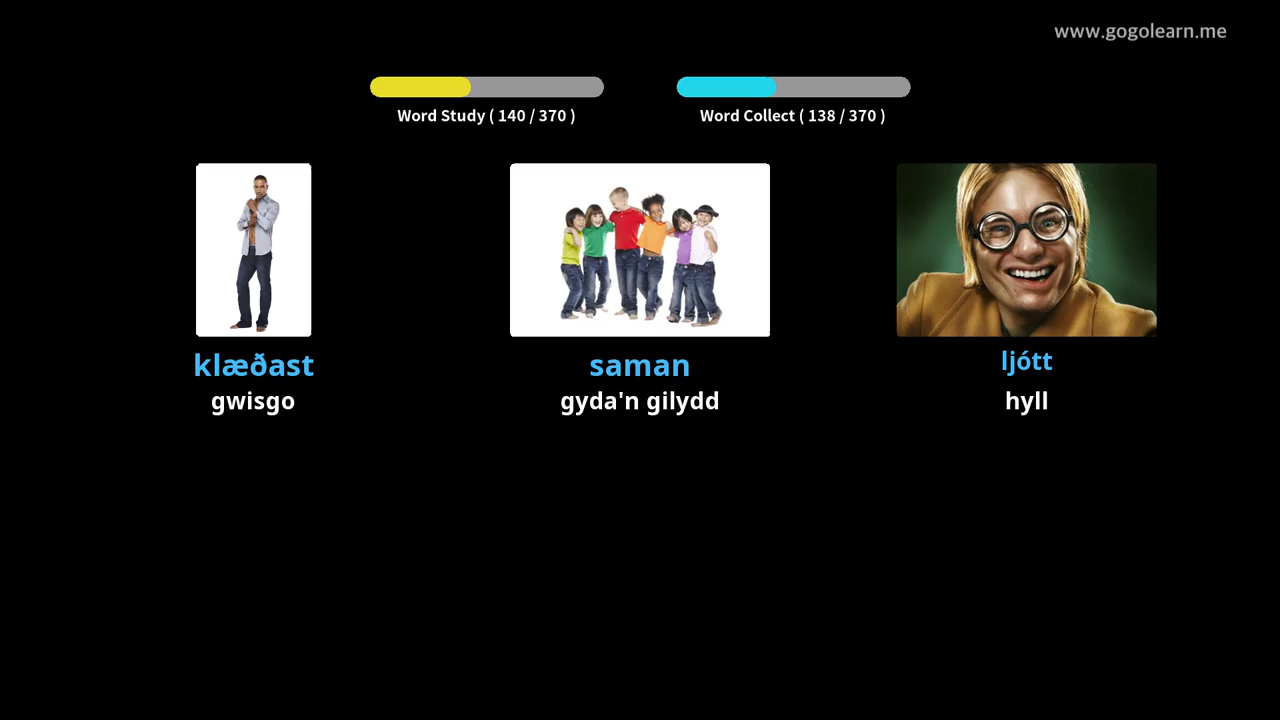 www.gogolearn.me
Word Study ( 140 / 370 )
Word Collect ( 138 / 370 )
klæðast
gwisgo
saman
gyda'n gilydd
ljótt
hyll